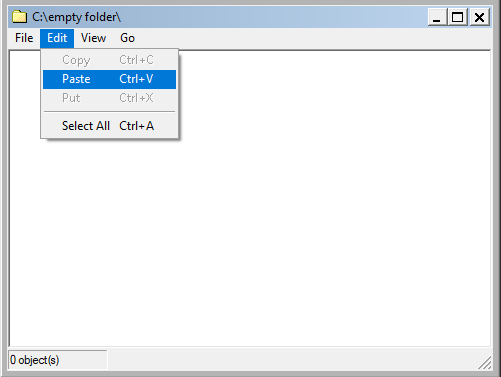 C:\empty folder\
File Edit View Go
Copy Ctrl+C
Paste Ctrl+V
Put Ctrl+X
Select All Ctrl+A
0 object(s)